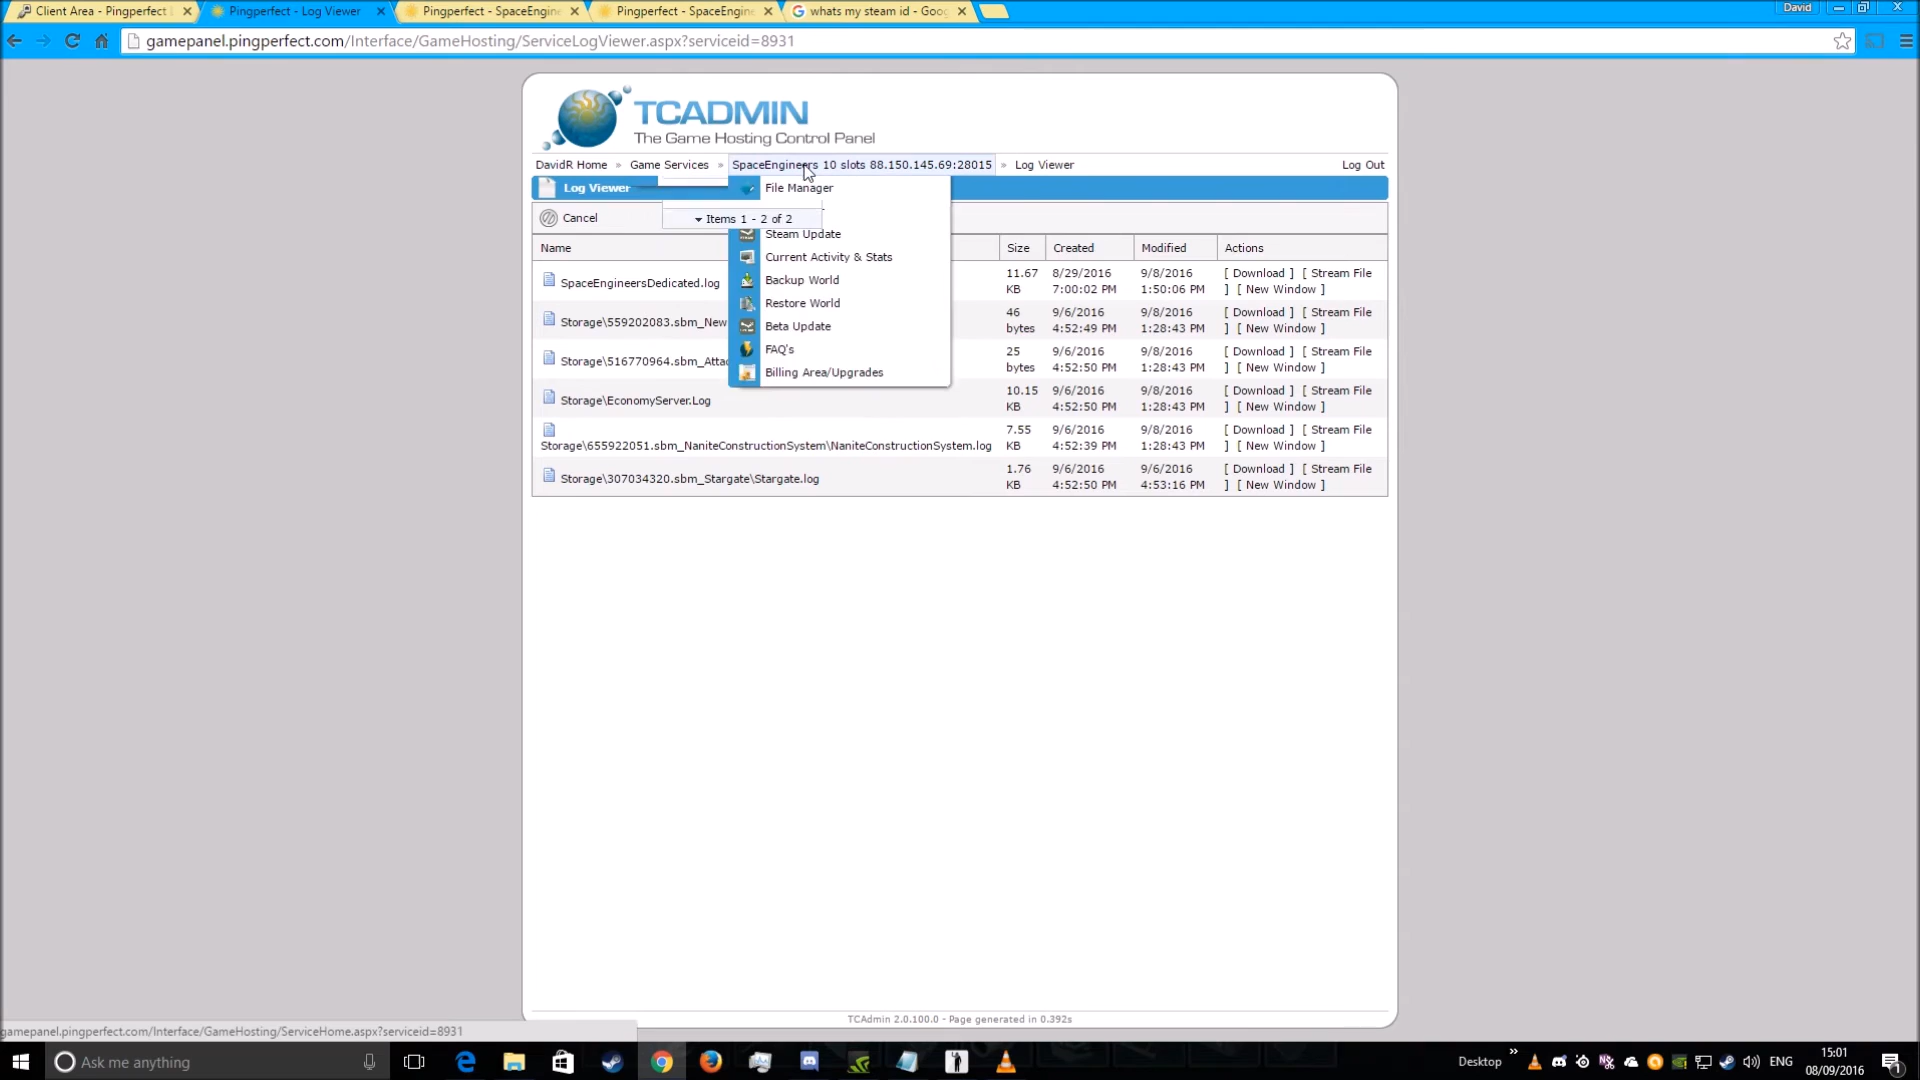 Client Area - Pingperfect
Pingperfect - Log Viewer
Pingperfect - SpaceEngine
Pingperfect - SpaceEngine
whats my steam id - Goog
David
gamepanel.pingperfect.com/Interface/GameHosting/ServiceLogViewer.aspx?serviceid=8931
TCADMIN
The Game Hosting Control Panel
DavidR Home » Game Services » SpaceEngineers 10 slots 88.150.145.69:28015 » Log Viewer
Log Out
Log Viewer
File Manager
Cancel
Items 1 - 2 of 2
Steam Update
Current Activity & Stats
Backup World
Restore World
Beta Update
FAQ's
Billing Area/Upgrades
Name Size Created Modified Actions
SpaceEngineersDedicated.log 11.67 KB 8/29/2016 7:00:02 PM 9/8/2016 1:50:06 PM [ Download ] [ Stream File ] [ New Window ]
Storage\559202083.sbm_New 46 bytes 9/6/2016 4:52:49 PM 9/8/2016 1:28:43 PM [ Download ] [ Stream File ] [ New Window ]
Storage\516770964.sbm_Atta 25 bytes 9/6/2016 4:52:50 PM 9/8/2016 1:28:43 PM [ Download ] [ Stream File ] [ New Window ]
Storage\EconomyServer.Log 10.15 KB 9/6/2016 4:52:50 PM 9/8/2016 1:28:43 PM [ Download ] [ Stream File ] [ New Window ]
Storage\655922051.sbm_NaniteConstructionSystem\NaniteConstructionSystem.log 7.55 KB 9/6/2016 4:52:39 PM 9/8/2016 1:28:43 PM [ Download ] [ Stream File ] [ New Window ]
Storage\307034320.sbm_Stargate\Stargate.log 1.76 KB 9/6/2016 4:52:50 PM 9/6/2016 4:53:16 PM [ Download ] [ Stream File ] [ New Window ]
TCAdmin 2.0.100.0 - Page generated in 0.392s
gamepanel.pingperfect.com/Interface/GameHosting/ServiceHome.aspx?serviceid=8931
Ask me anything
Desktop
ENG
15:01
08/09/2016
1